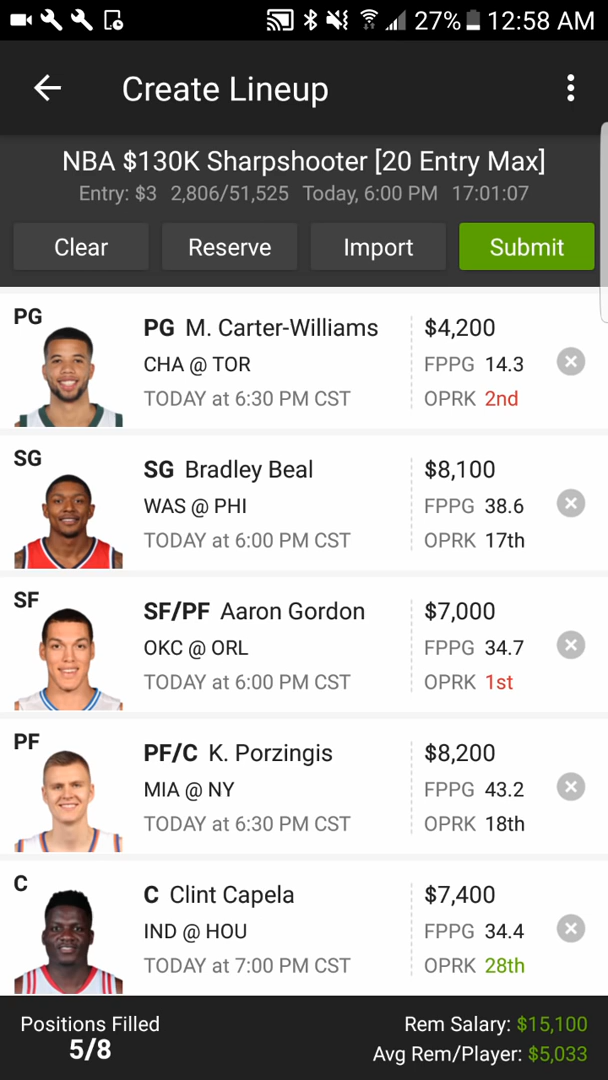 27% 12:58 AM
Create Lineup
NBA $130K Sharpshooter [20 Entry Max]
Entry: $3 2,806/51,525 Today, 6:00 PM 17:01:07
Clear Reserve Import Submit
PG
PG M. Carter-Williams $4,200
CHA @ TOR FPPG 14.3
TODAY at 6:30 PM CST OPRK 2nd
SG
SG Bradley Beal $8,100
WAS @ PHI FPPG 38.6
TODAY at 6:00 PM CST OPRK 17th
SF
SF/PF Aaron Gordon $7,000
OKC @ ORL FPPG 34.7
TODAY at 6:00 PM CST OPRK 1st
PF
PF/C K. Porzingis $8,200
MIA @ NY FPPG 43.2
TODAY at 6:30 PM CST OPRK 18th
C
C Clint Capela $7,400
IND @ HOU FPPG 34.4
TODAY at 7:00 PM CST OPRK 28th
Positions Filled Rem Salary: $15,100
5/8 Avg Rem/Player: $5,033